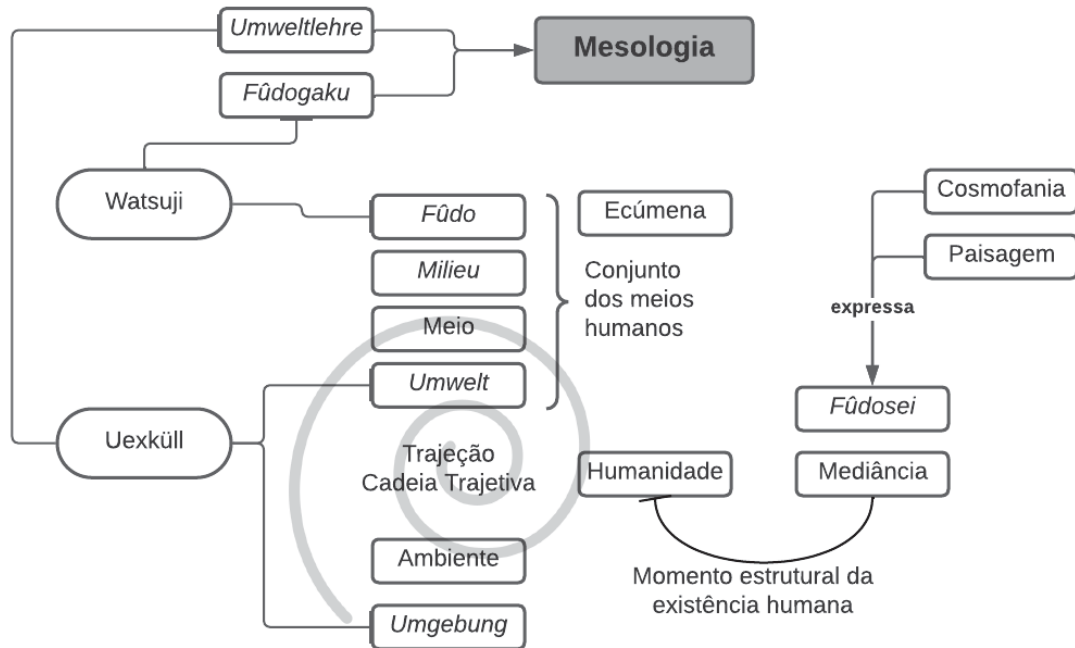 Umweltlehre
Mesologia
Fûdogaku
Watsuji
Cosmofania
Fûdo
Ecúmena
Paisagem
Milieu
Conjunto
dos meios
humanos
Meio
expressa
Umwelt
Fûdosei
Uexküll
Trajeção
Cadeia Trajetiva
Humanidade
Mediância
Ambiente
Momento estrutural da
existência humana
Umgebung